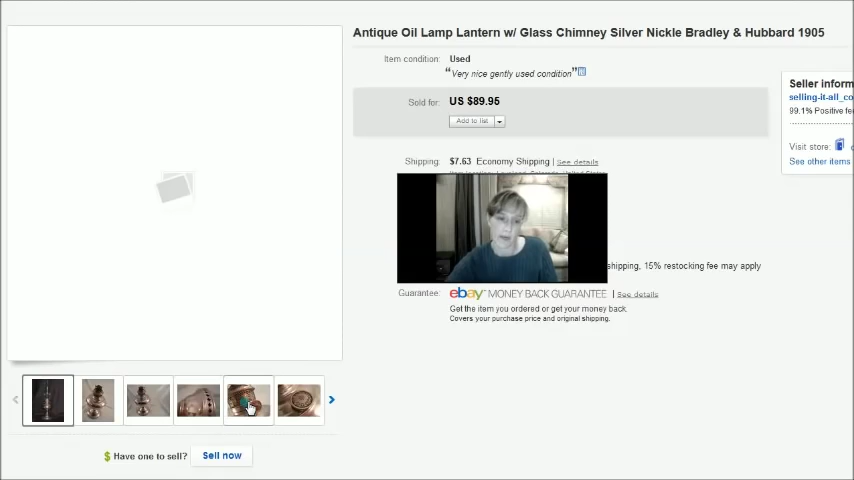 Antique Oil Lamp Lantern w/ Glass Chimney Silver Nickle Bradley & Hubbard 1905
Item condition: Used
"Very nice gently used condition"
Sold for: US $89.95
Add to list
Shipping: $7.63 Economy Shipping | See details
shipping, 15% restocking fee may apply
Guarantee: ebay MONEY BACK GUARANTEE | See details
Get the item you ordered or get your money back.
Covers your purchase price and original shipping.
Seller inform
selling-it-all_co
99.1% Positive fe
Visit store:
See other items
$ Have one to sell? Sell now